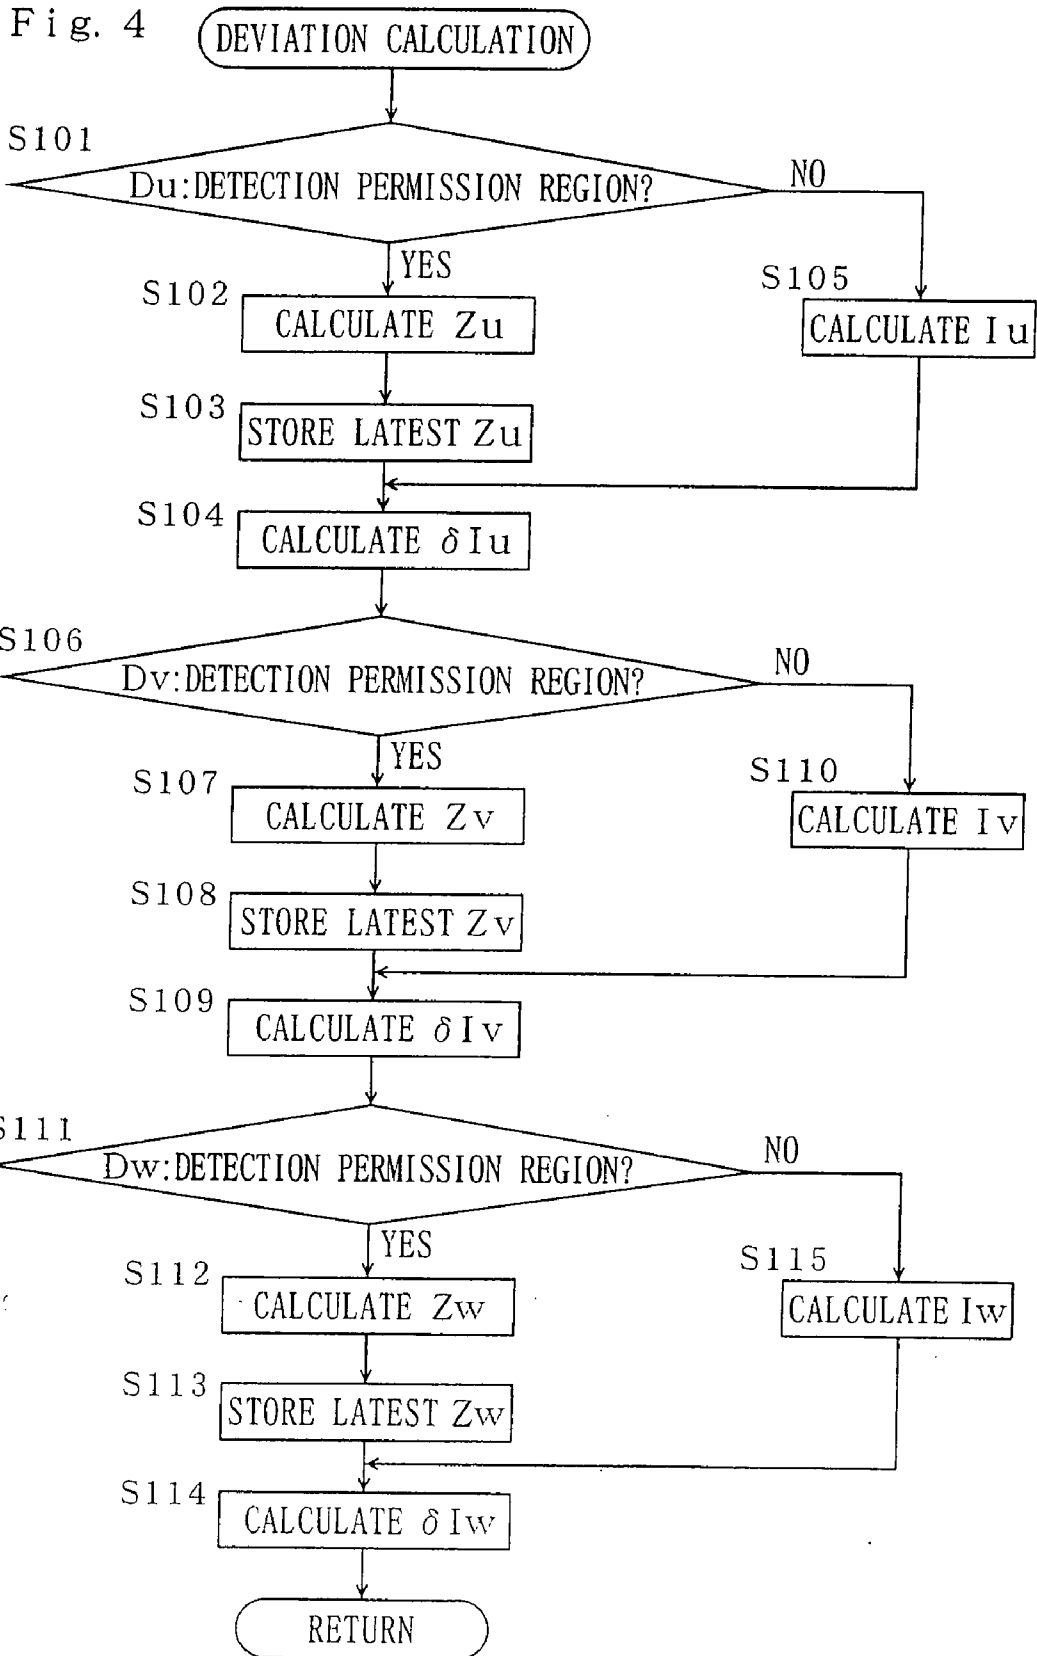 Fig. 4
DEVIATION CALCULATION
S101
Du:DETECTION PERMISSION REGION?
NO
YES
S102
CALCULATE Zu
S105
CALCULATE Iu
S103
STORE LATEST Zu
S104
CALCULATE δIu
S106
Dv:DETECTION PERMISSION REGION?
NO
YES
S107
CALCULATE Zv
S110
CALCULATE Iv
S108
STORE LATEST Zv
S109
CALCULATE δIv
S111
Dw:DETECTION PERMISSION REGION?
NO
YES
S112
CALCULATE Zw
S115
CALCULATE Iw
S113
STORE LATEST Zw
S114
CALCULATE δIw
RETURN